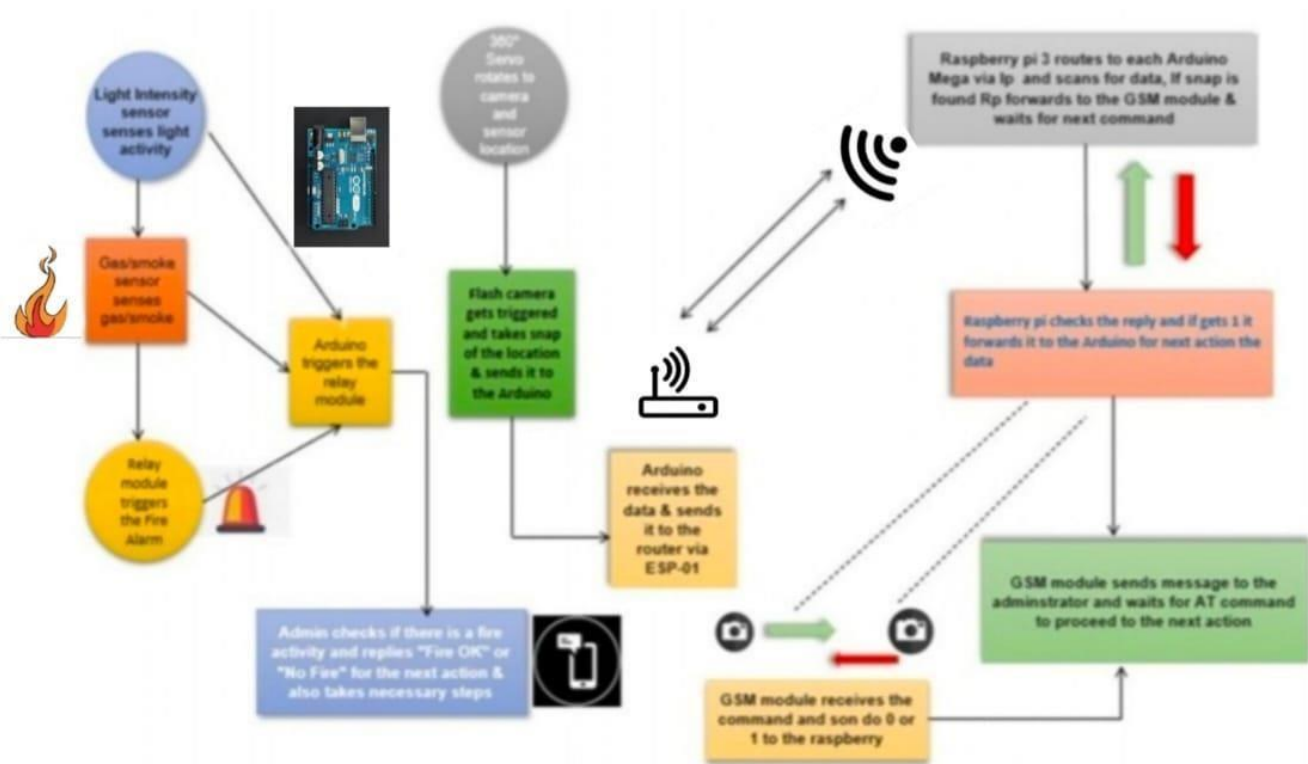 Light Intensity
sensor
senses light
activity
Gas/smoke
sensor
senses
gas/smoke
Relay
module
triggers
the Fire
Alarm
Arduino
triggers the
relay
module
360°
Servo
rotates to
camera
and
sensor
location
Flash camera
gets triggered
and takes snap
of the location
& sends it to
the Arduino
Arduino
receives the
data & sends
it to the
router via
ESP-01
Admin checks if there is a fire
activity and replies "Fire OK" or
"No Fire" for the next action &
also takes necessary steps
Raspberry pi 3 routes to each Arduino
Mega via Ip and scans for data, If snap is
found Rp forwards to the GSM module &
waits for next command
Raspberry pi checks the reply and if gets 1 it
forwards it to the Arduino for next action the
data
GSM module sends message to the
adminstrator and waits for AT command
to proceed to the next action
GSM module receives the
command and son do 0 or
1 to the raspberry